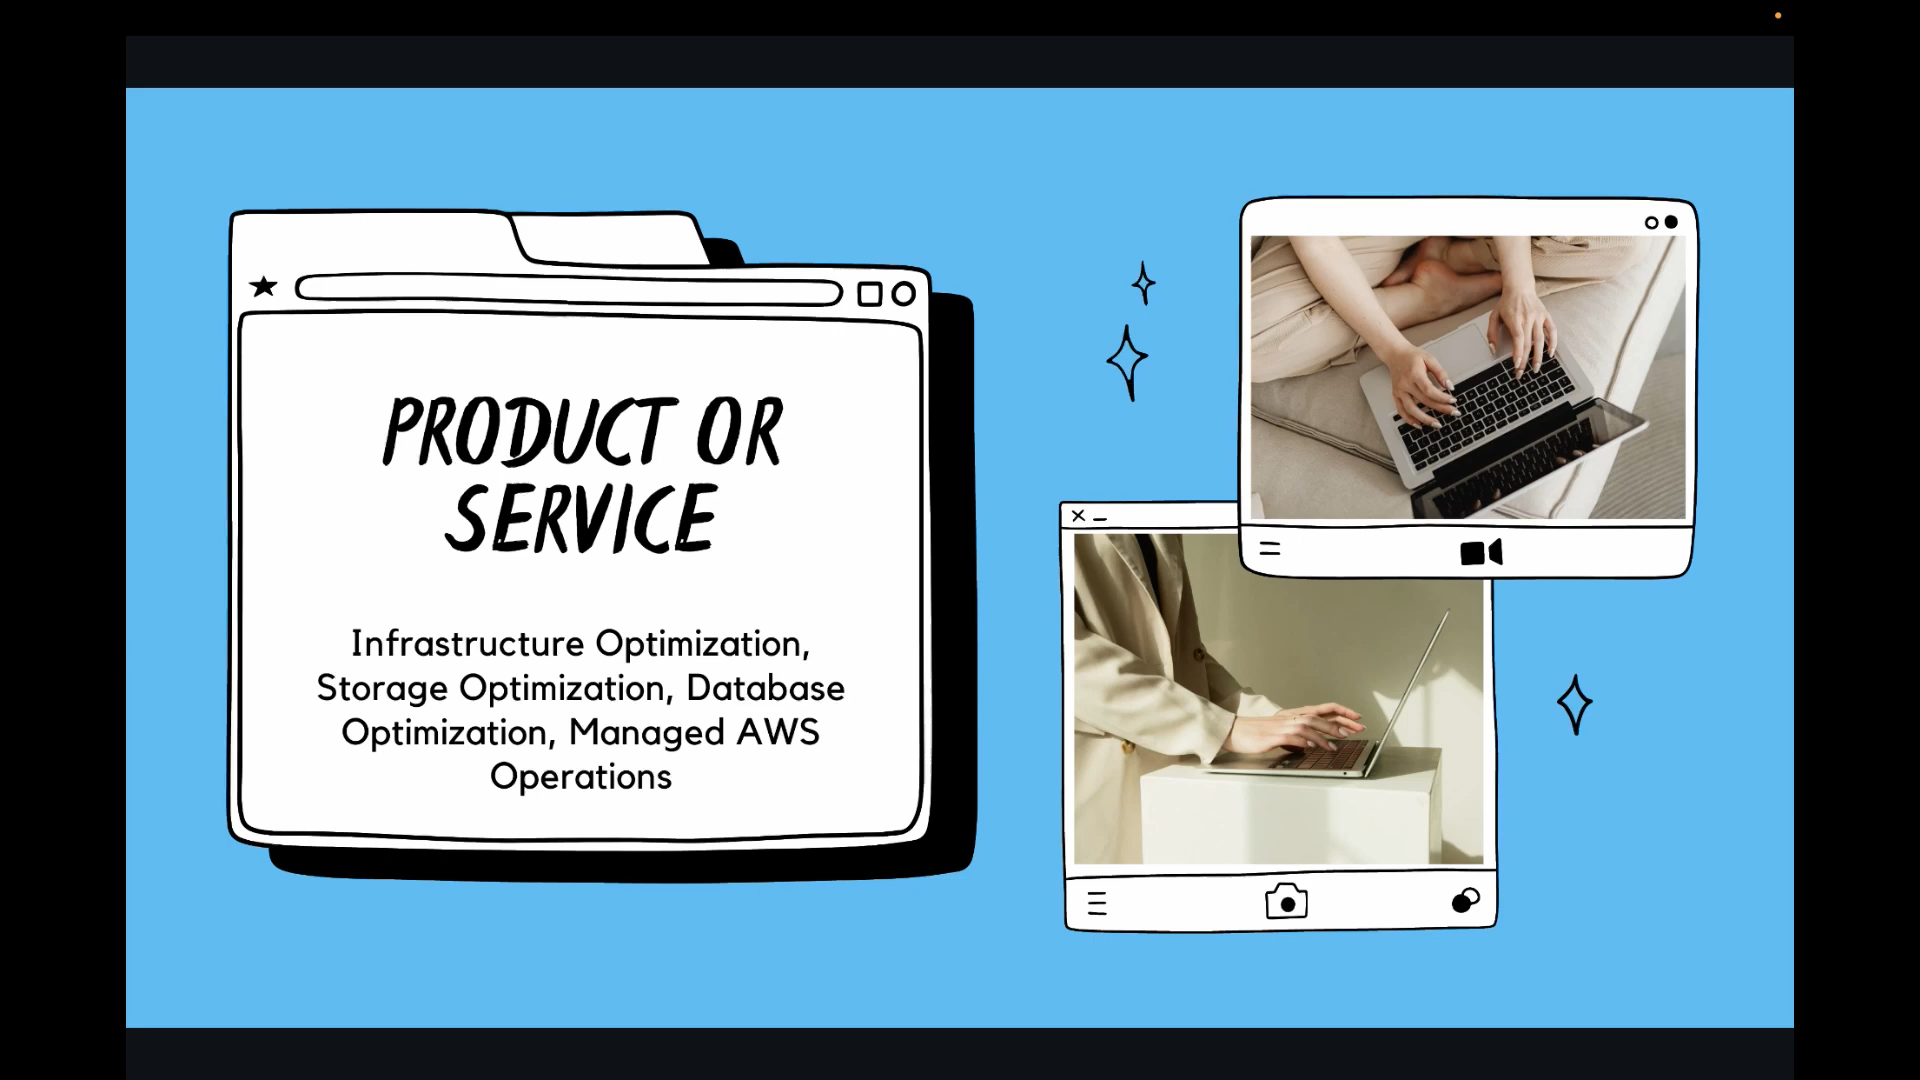 PRODUCT OR
SERVICE
Infrastructure Optimization,
Storage Optimization, Database
Optimization, Managed AWS
Operations